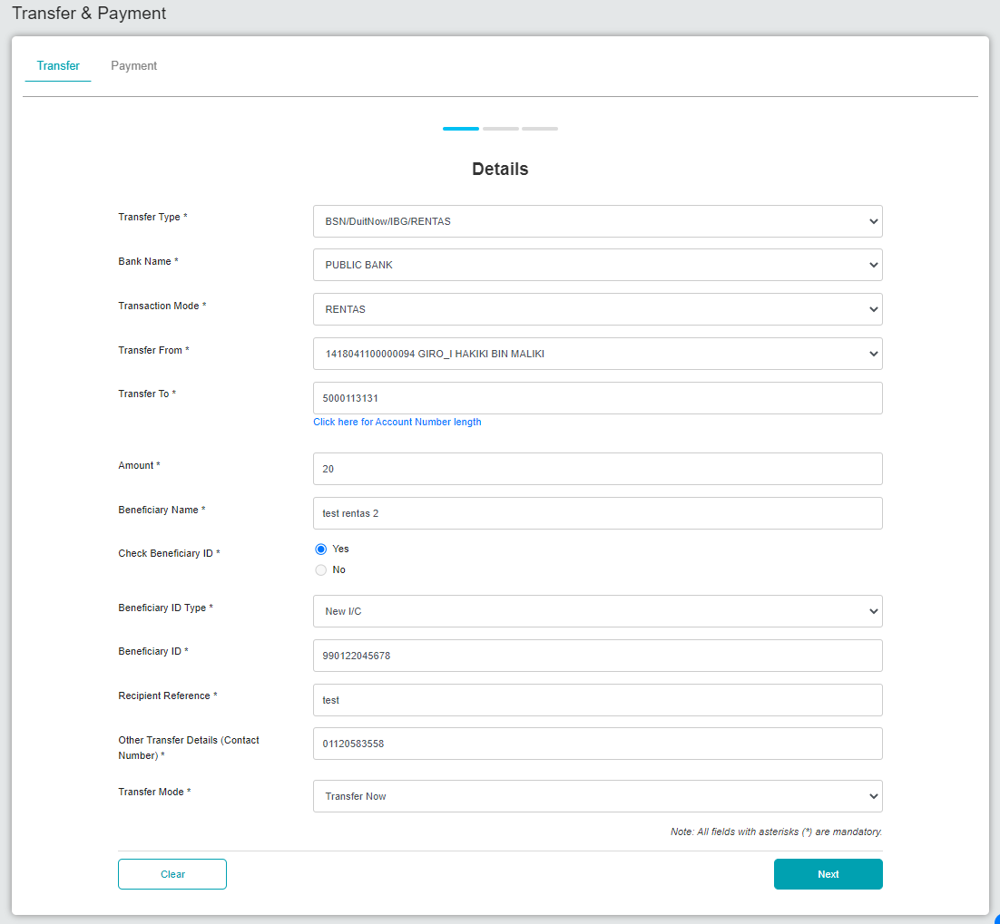 Transfer & Payment
Transfer Payment
Details
Transfer Type * BSN/DuitNow/IBG/RENTAS
Bank Name * PUBLIC BANK
Transaction Mode * RENTAS
Transfer From * 1418041100000094 GIRO_I HAKIKI BIN MALIKI
Transfer To * 5000113131
Click here for Account Number length
Amount * 20
Beneficiary Name * test rentas 2
Check Beneficiary ID * Yes
No
Beneficiary ID Type * New I/C
Beneficiary ID * 990122045678
Recipient Reference * test
Other Transfer Details (Contact 01120583558
Number) *
Transfer Mode * Transfer Now
Note: All fields with asterisks (*) are mandatory.
Clear Next